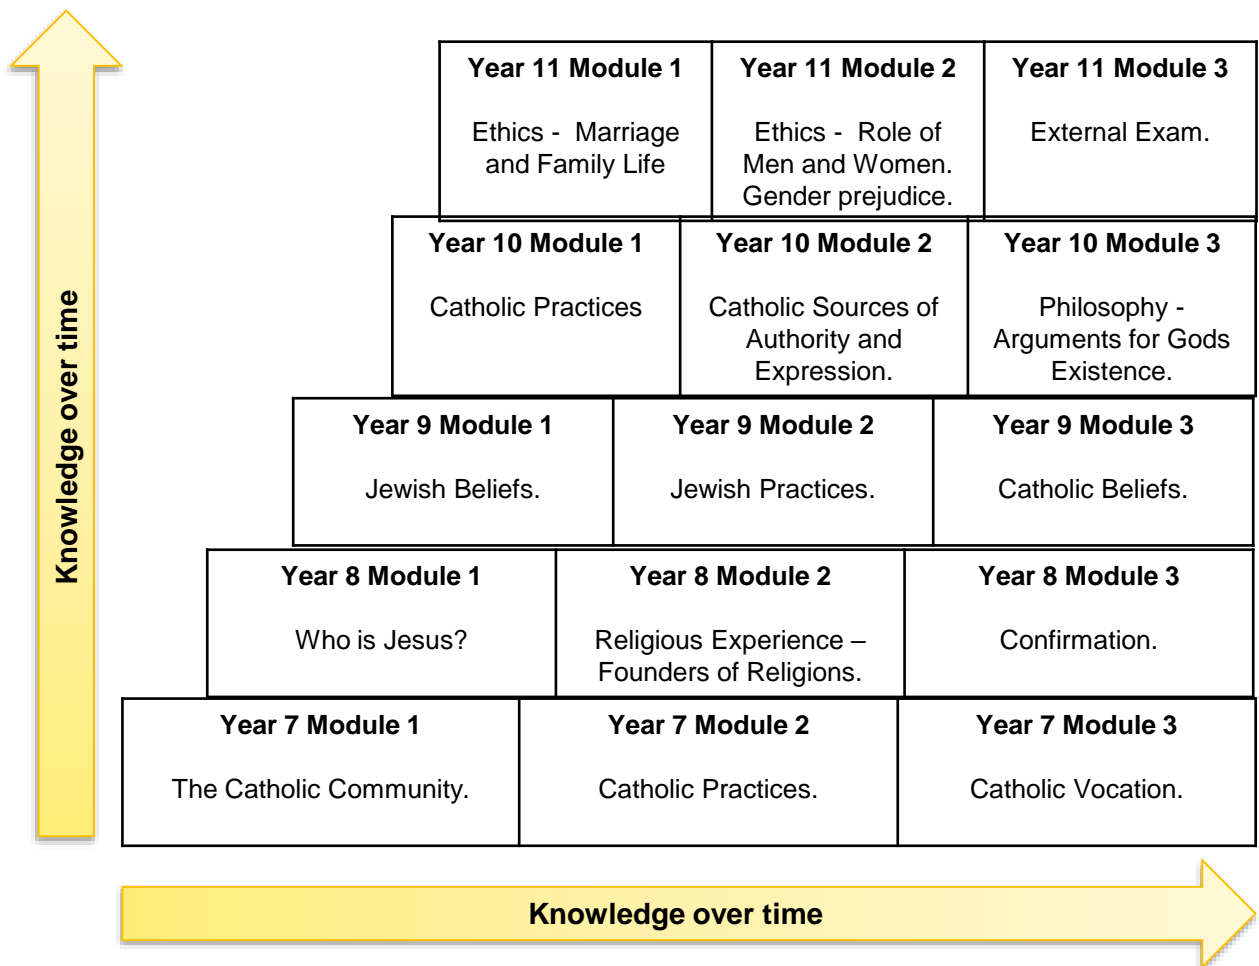 Knowledge over time
Year 11 Module 1
Ethics - Marriage
and Family Life
Year 11 Module 2
Ethics - Role of
Men and Women.
Gender prejudice.
Year 11 Module 3
External Exam.
Year 10 Module 1
Catholic Practices
Year 10 Module 2
Catholic Sources of
Authority and
Expression.
Year 10 Module 3
Philosophy -
Arguments for Gods
Existence.
Year 9 Module 1
Jewish Beliefs.
Year 9 Module 2
Jewish Practices.
Year 9 Module 3
Catholic Beliefs.
Year 8 Module 1
Who is Jesus?
Year 8 Module 2
Religious Experience –
Founders of Religions.
Year 8 Module 3
Confirmation.
Year 7 Module 1
The Catholic Community.
Year 7 Module 2
Catholic Practices.
Year 7 Module 3
Catholic Vocation.
Knowledge over time